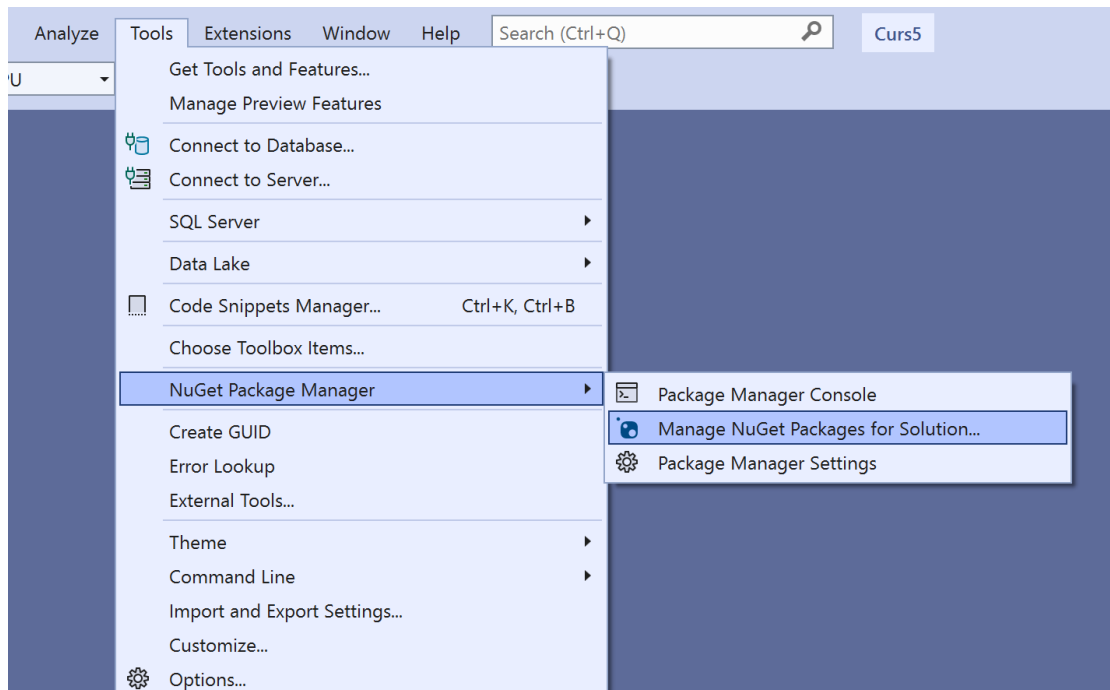 Analyze Tools Extensions Window Help Search (Ctrl+Q) Curs5
PU
Get Tools and Features...
Manage Preview Features
Connect to Database...
Connect to Server...
SQL Server
Data Lake
Code Snippets Manager... Ctrl+K, Ctrl+B
Choose Toolbox Items...
NuGet Package Manager
Package Manager Console
Manage NuGet Packages for Solution...
Package Manager Settings
Create GUID
Error Lookup
External Tools...
Theme
Command Line
Import and Export Settings...
Customize...
Options...